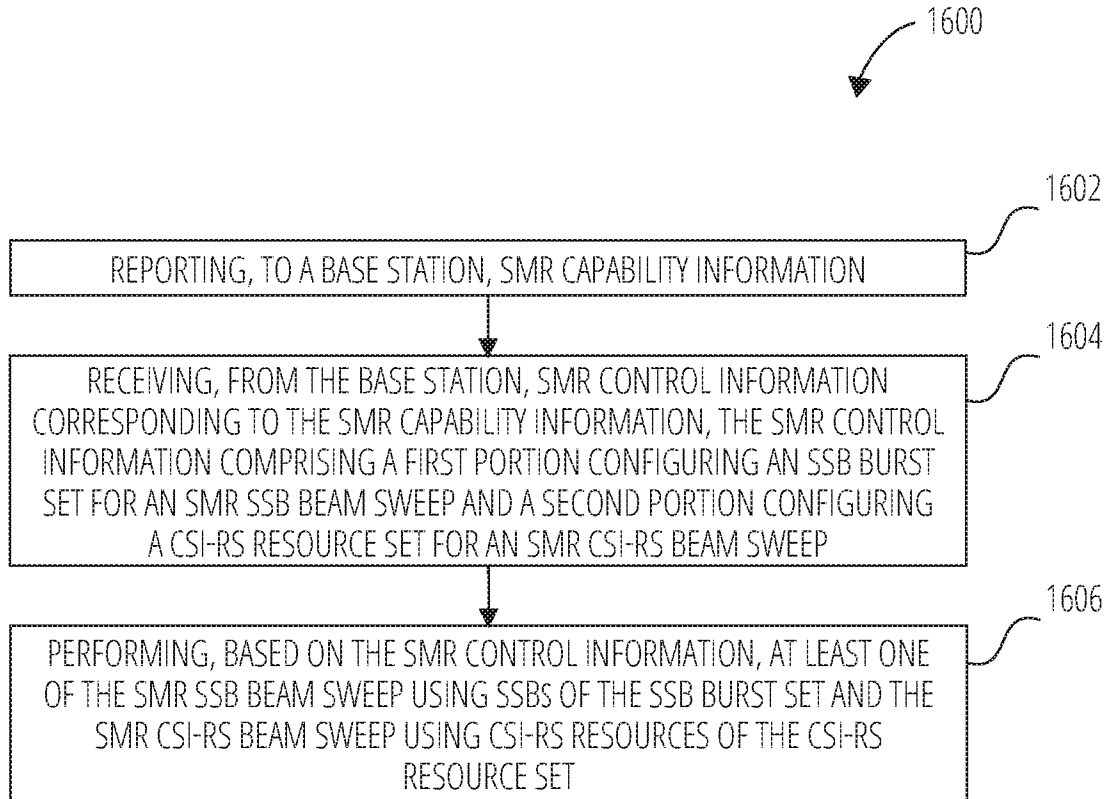 1600
1602
REPORTING, TO A BASE STATION, SMR CAPABILITY INFORMATION
1604
RECEIVING, FROM THE BASE STATION, SMR CONTROL INFORMATION
CORRESPONDING TO THE SMR CAPABILITY INFORMATION, THE SMR CONTROL
INFORMATION COMPRISING A FIRST PORTION CONFIGURING AN SSB BURST
SET FOR AN SMR SSB BEAM SWEEP AND A SECOND PORTION CONFIGURING
A CSI-RS RESOURCE SET FOR AN SMR CSI-RS BEAM SWEEP
1606
PERFORMING, BASED ON THE SMR CONTROL INFORMATION, AT LEAST ONE
OF THE SMR SSB BEAM SWEEP USING SSBs OF THE SSB BURST SET AND THE
SMR CSI-RS BEAM SWEEP USING CSI-RS RESOURCES OF THE CSI-RS
RESOURCE SET